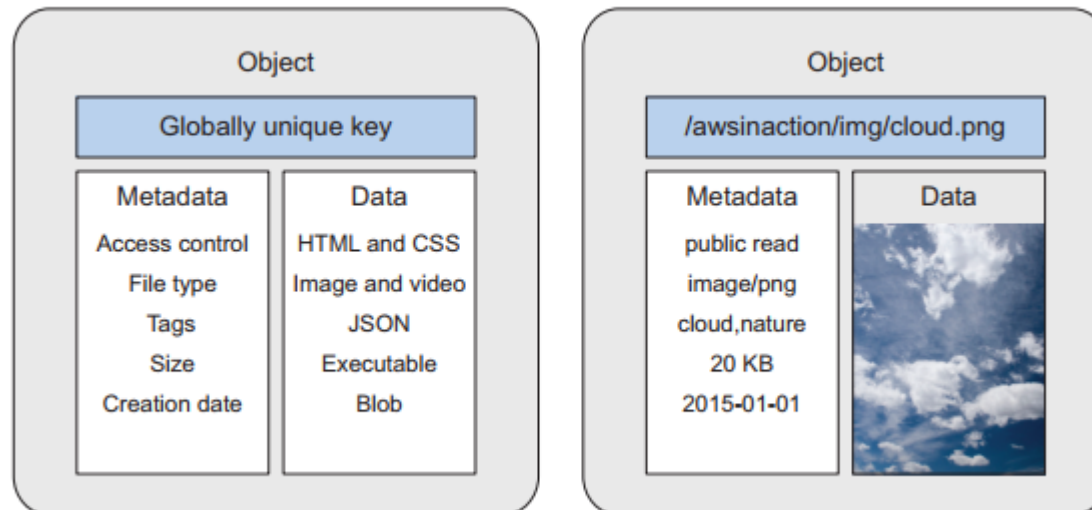 Object
Globally unique key
Metadata
Access control
File type
Tags
Size
Creation date
Data
HTML and CSS
Image and video
JSON
Executable
Blob
Object
/awsinaction/img/cloud.png
Metadata
public read
image/png
cloud,nature
20 KB
2015-01-01
Data